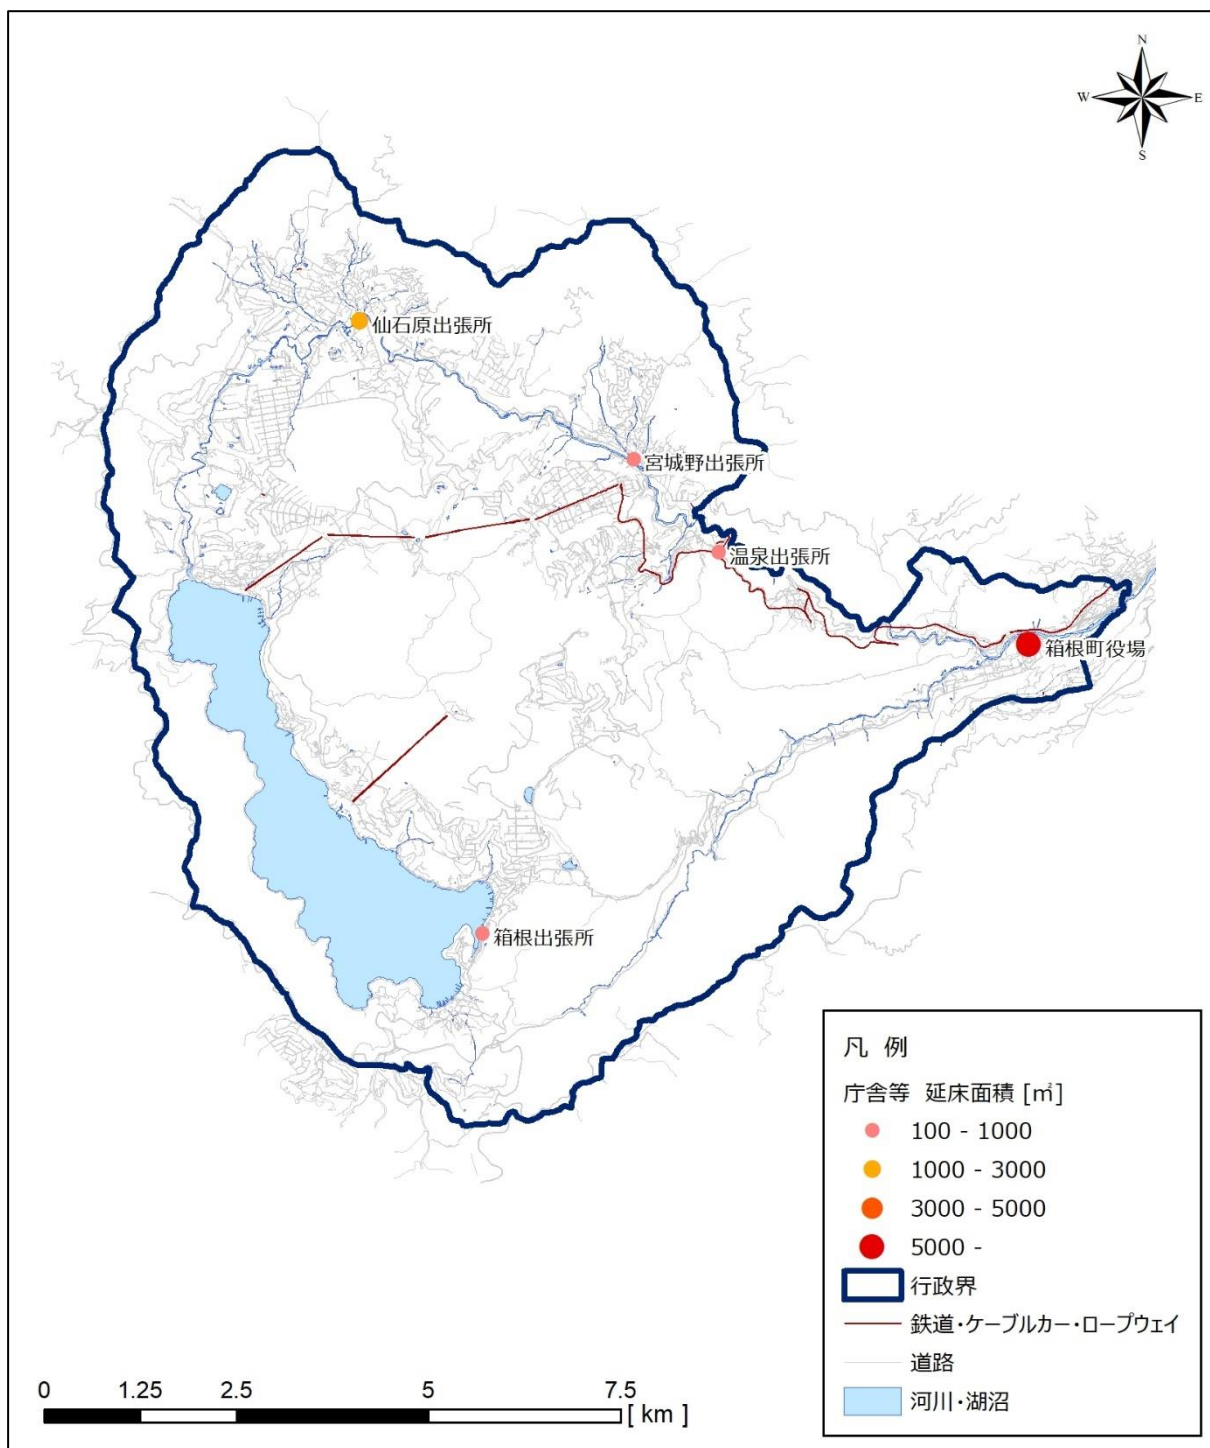 N
W E
S
仙石原出張所
宮城野出張所
温泉出張所
箱根町役場
箱根出張所
凡 例
庁舎等 延床面積 [㎡]
100 - 1000
1000 - 3000
3000 - 5000
5000 -
行政界
鉄道・ケーブルカー・ロープウェイ
道路
河川・湖沼
0 1.25 2.5 5 7.5
[ km ]